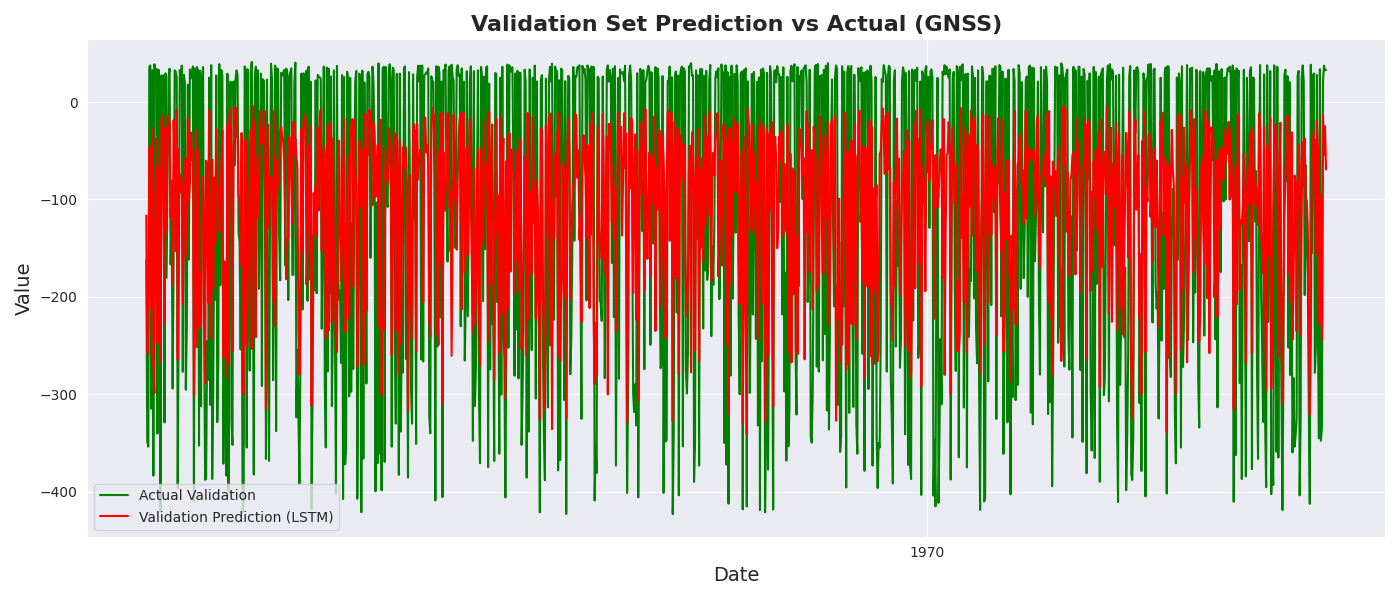 Validation Set Prediction vs Actual (GNSS)
Value
0
−100
−200
−300
−400
Actual Validation
Validation Prediction (LSTM)
1970
Date